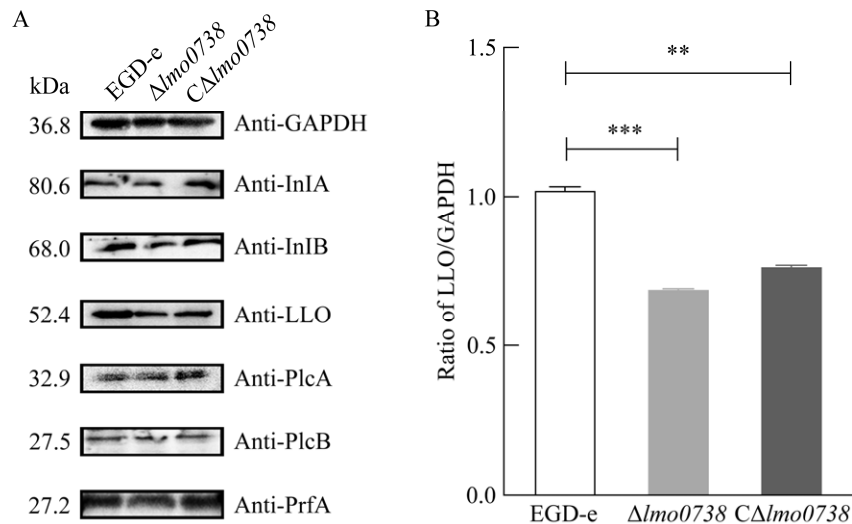 A
kDa
EGD-e
Δlmo0738
CΔlmo0738
36.8 Anti-GAPDH
80.6 Anti-InIA
68.0 Anti-InIB
52.4 Anti-LLO
32.9 Anti-PlcA
27.5 Anti-PlcB
27.2 Anti-PrfA
B
Ratio of LLO/GAPDH
1.5
1.0
0.5
0.0
**
***
EGD-e Δlmo0738 CΔlmo0738